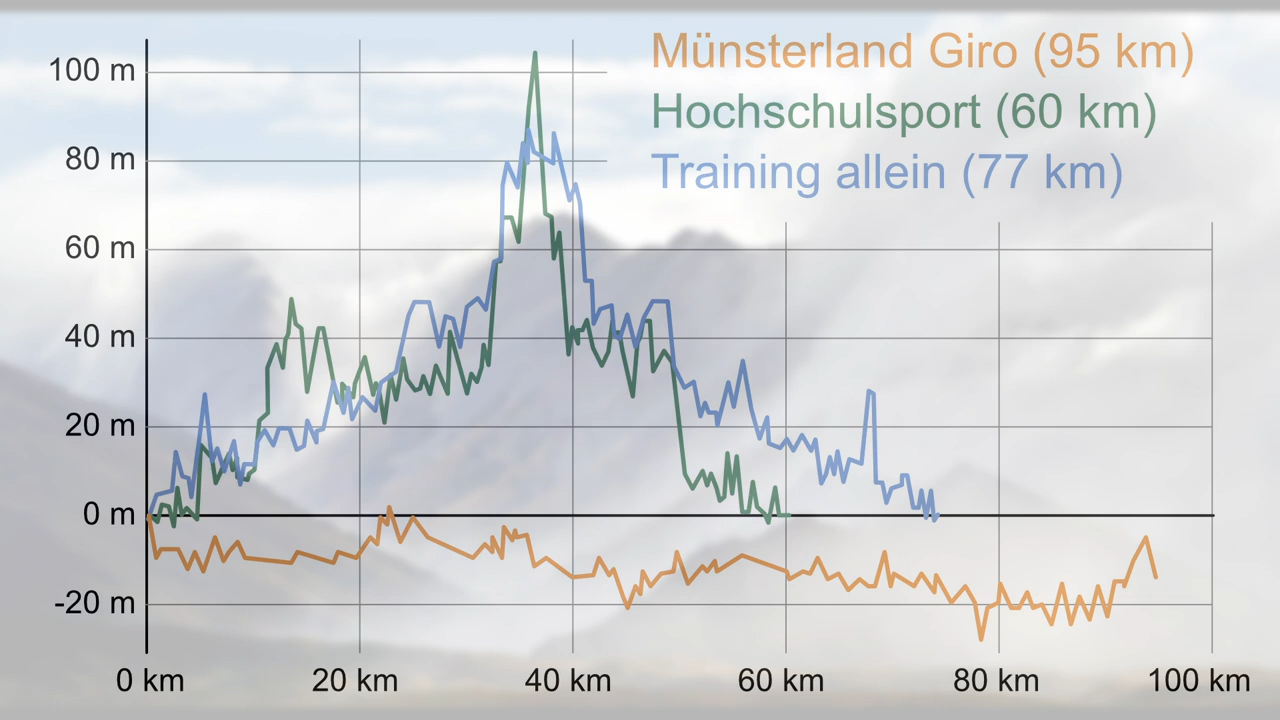 Münsterland Giro (95 km)
Hochschulsport (60 km)
Training allein (77 km)
100 m
80 m
60 m
40 m
20 m
0 m
-20 m
0 km 20 km 40 km 60 km 80 km 100 km